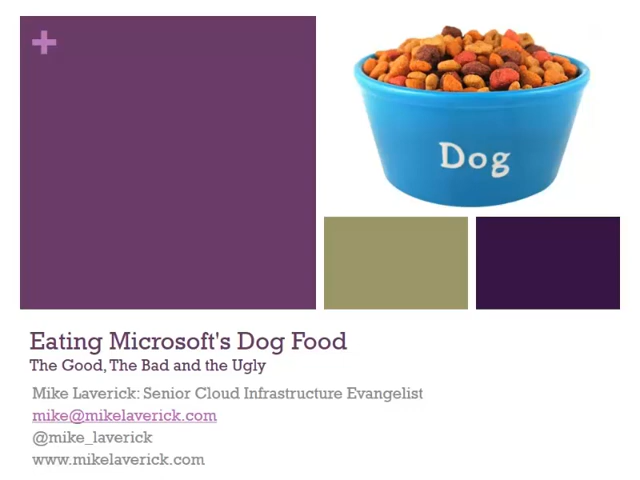 +
Dog
Eating Microsoft's Dog Food
The Good, The Bad and the Ugly
Mike Laverick: Senior Cloud Infrastructure Evangelist
mike@mikelaverick.com
@mike_laverick
www.mikelaverick.com